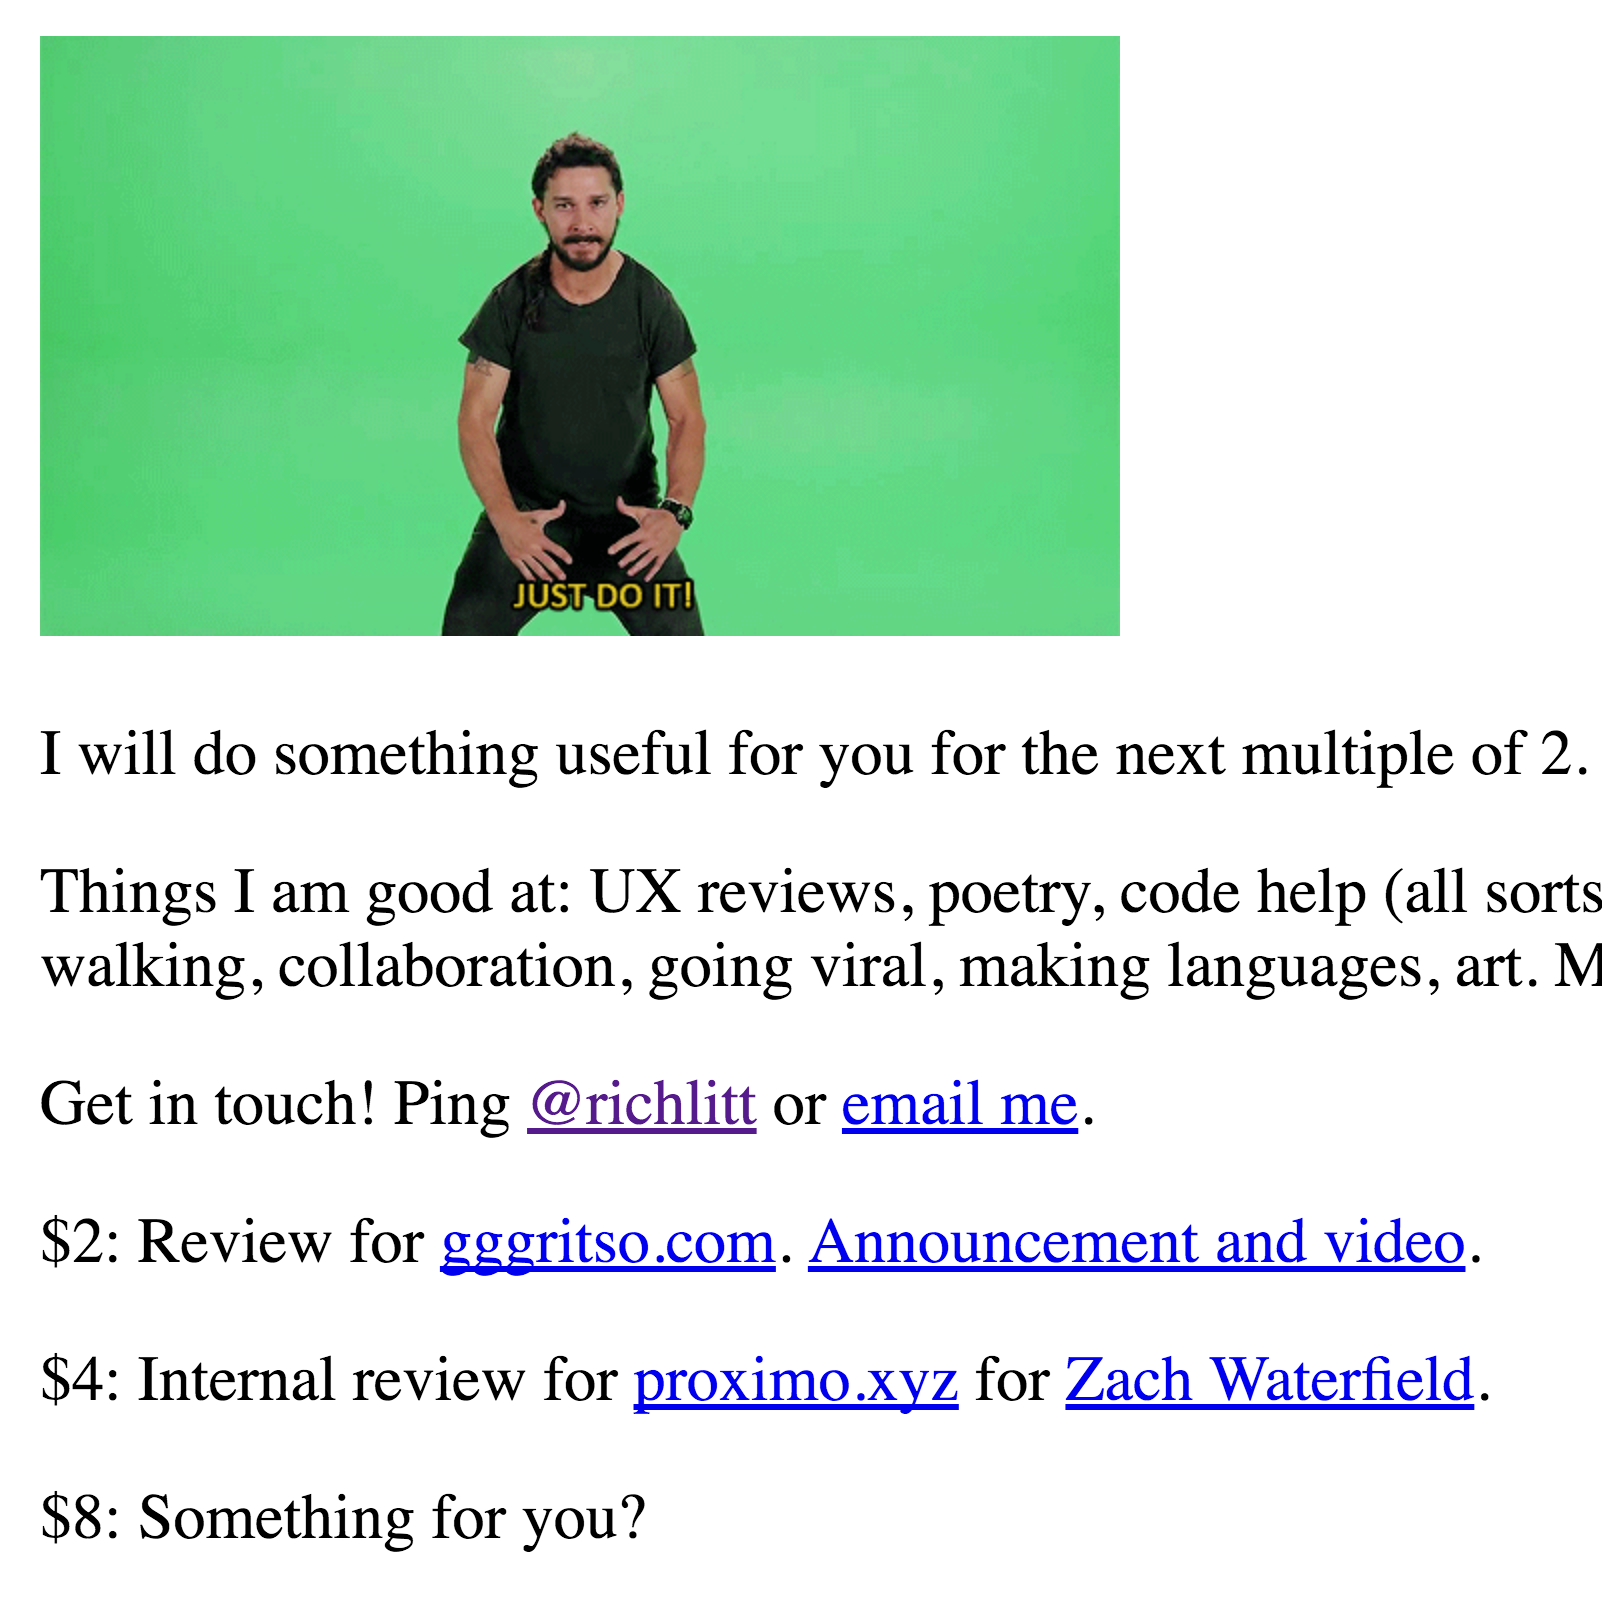 JUST DO IT!
I will do something useful for you for the next multiple of 2.
Things I am good at: UX reviews, poetry, code help (all sorts
walking, collaboration, going viral, making languages, art. M
Get in touch! Ping @richlitt or email me.
$2: Review for gggritso.com. Announcement and video.
$4: Internal review for proximo.xyz for Zach Waterfield.
$8: Something for you?